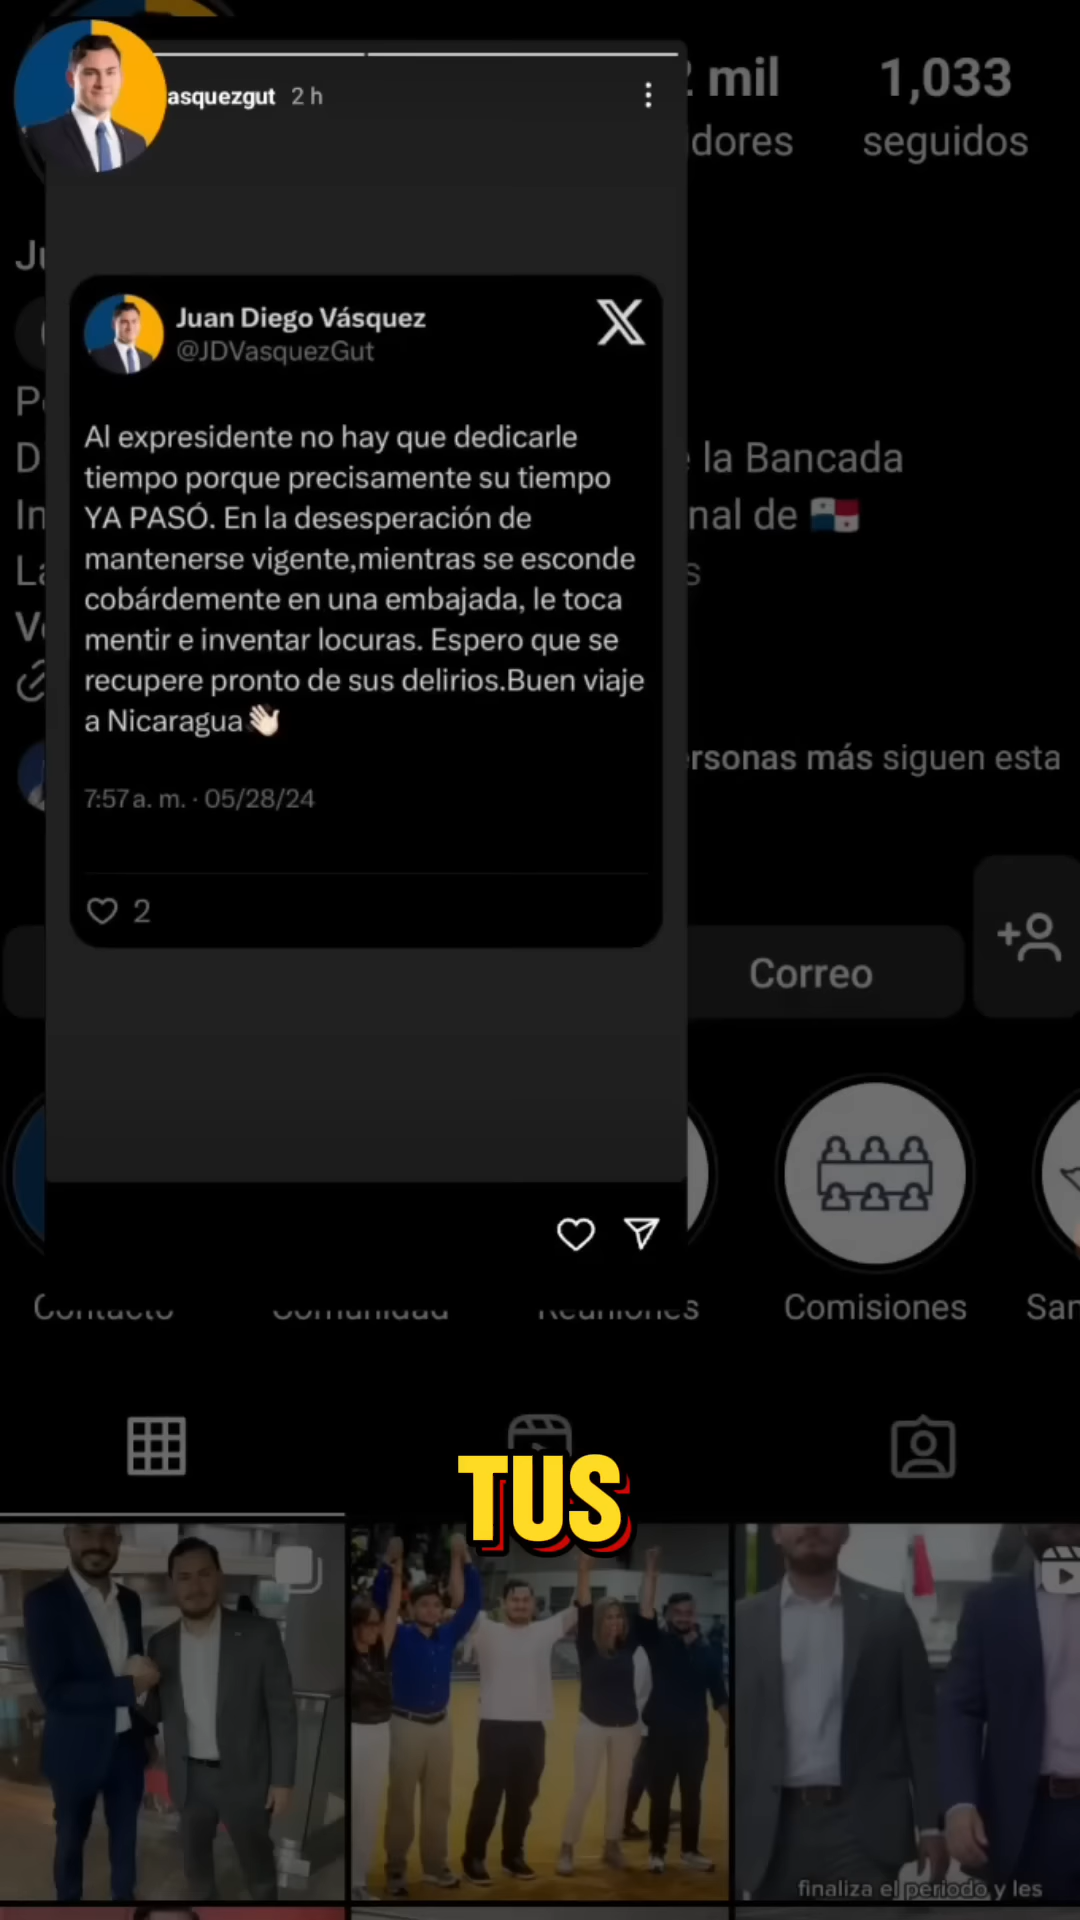 asquezgut 2 h
mil
1,033
dores
seguidos
Juan Diego Vásquez
@JDVasquezGut
X
Al expresidente no hay que dedicarle
tiempo porque precisamente su tiempo
YA PASÓ. En la desesperación de
mantenerse vigente,mientras se esconde
cobárdemente en una embajada, le toca
mentir e inventar locuras. Espero que se
recupere pronto de sus delirios.Buen viaje
a Nicaragua👋🏻
7:57 a. m. · 05/28/24
2
la Bancada
nal de 🇵🇦
rsonas más siguen esta
Correo
Contacto
Comunidad
Reuniones
Comisiones
San
TUS
finaliza el periodo y les